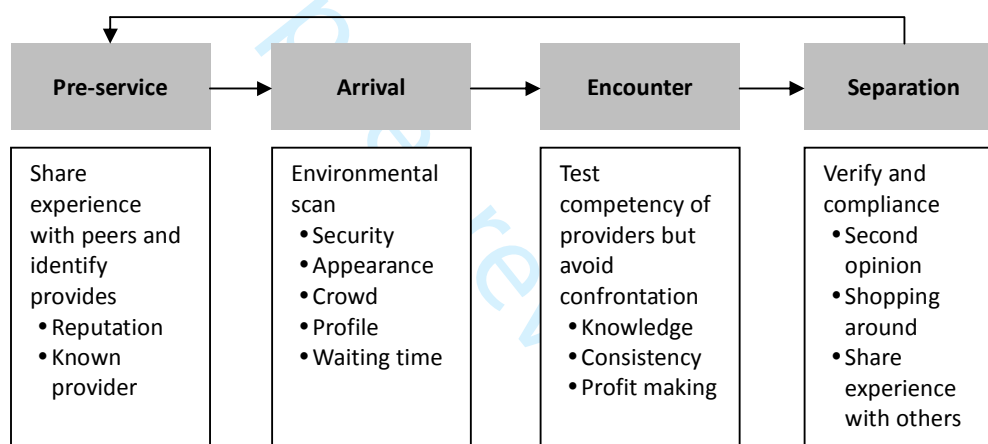 Pre-service
Arrival
Encounter
Separation
Share
experience
with peers and
identify
provides
• Reputation
• Known
provider
Environmental
scan
• Security
• Appearance
• Crowd
• Profile
• Waiting time
Test
competency of
providers but
avoid
confrontation
• Knowledge
• Consistency
• Profit making
Verify and
compliance
• Second
opinion
• Shopping
around
• Share
experience
with others